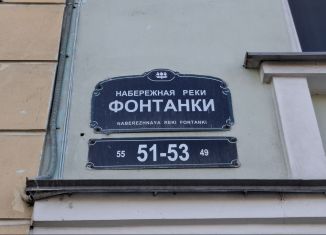 НАБЕРЕЖНАЯ РЕКИ
ФОНТАНКИ
NABEREZHNAYA REKI FONTANKI
55 51-53 49